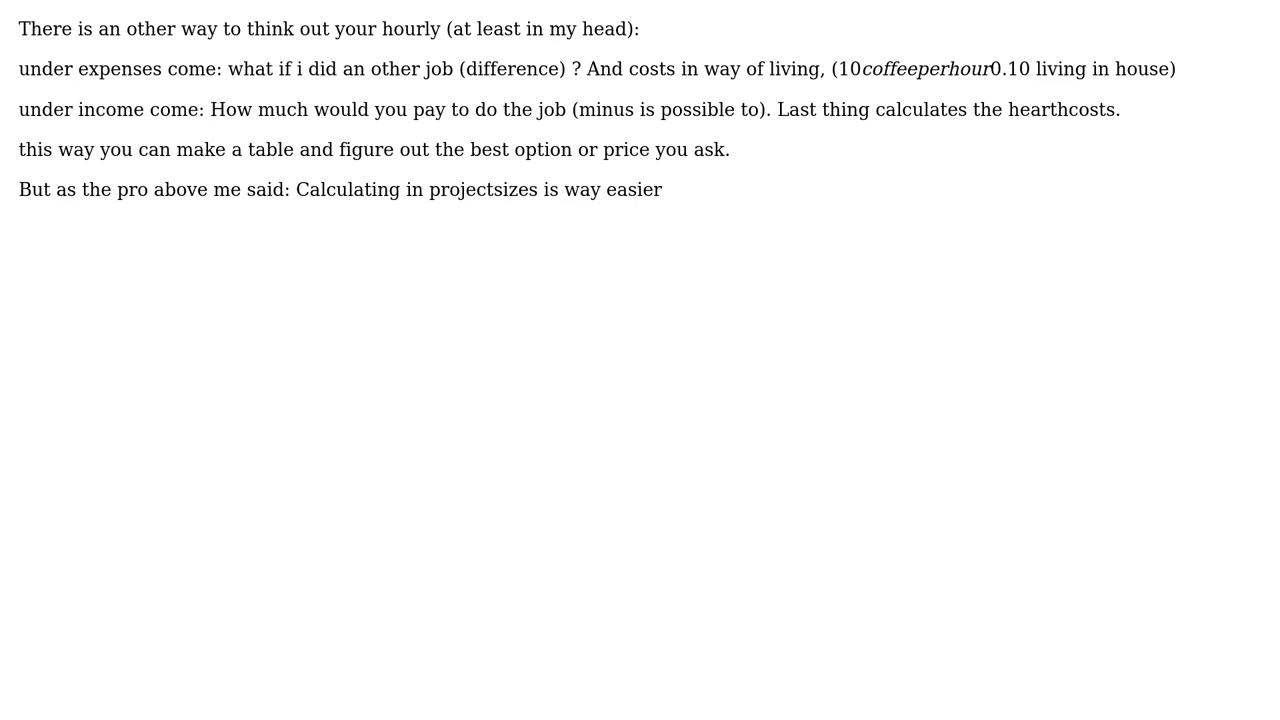 There is an other way to think out your hourly (at least in my head):
under expenses come: what if i did an other job (difference) ? And costs in way of living, (10coffeeperhour0.10 living in house)
under income come: How much would you pay to do the job (minus is possible to). Last thing calculates the hearthcosts.
this way you can make a table and figure out the best option or price you ask.
But as the pro above me said: Calculating in projectsizes is way easier